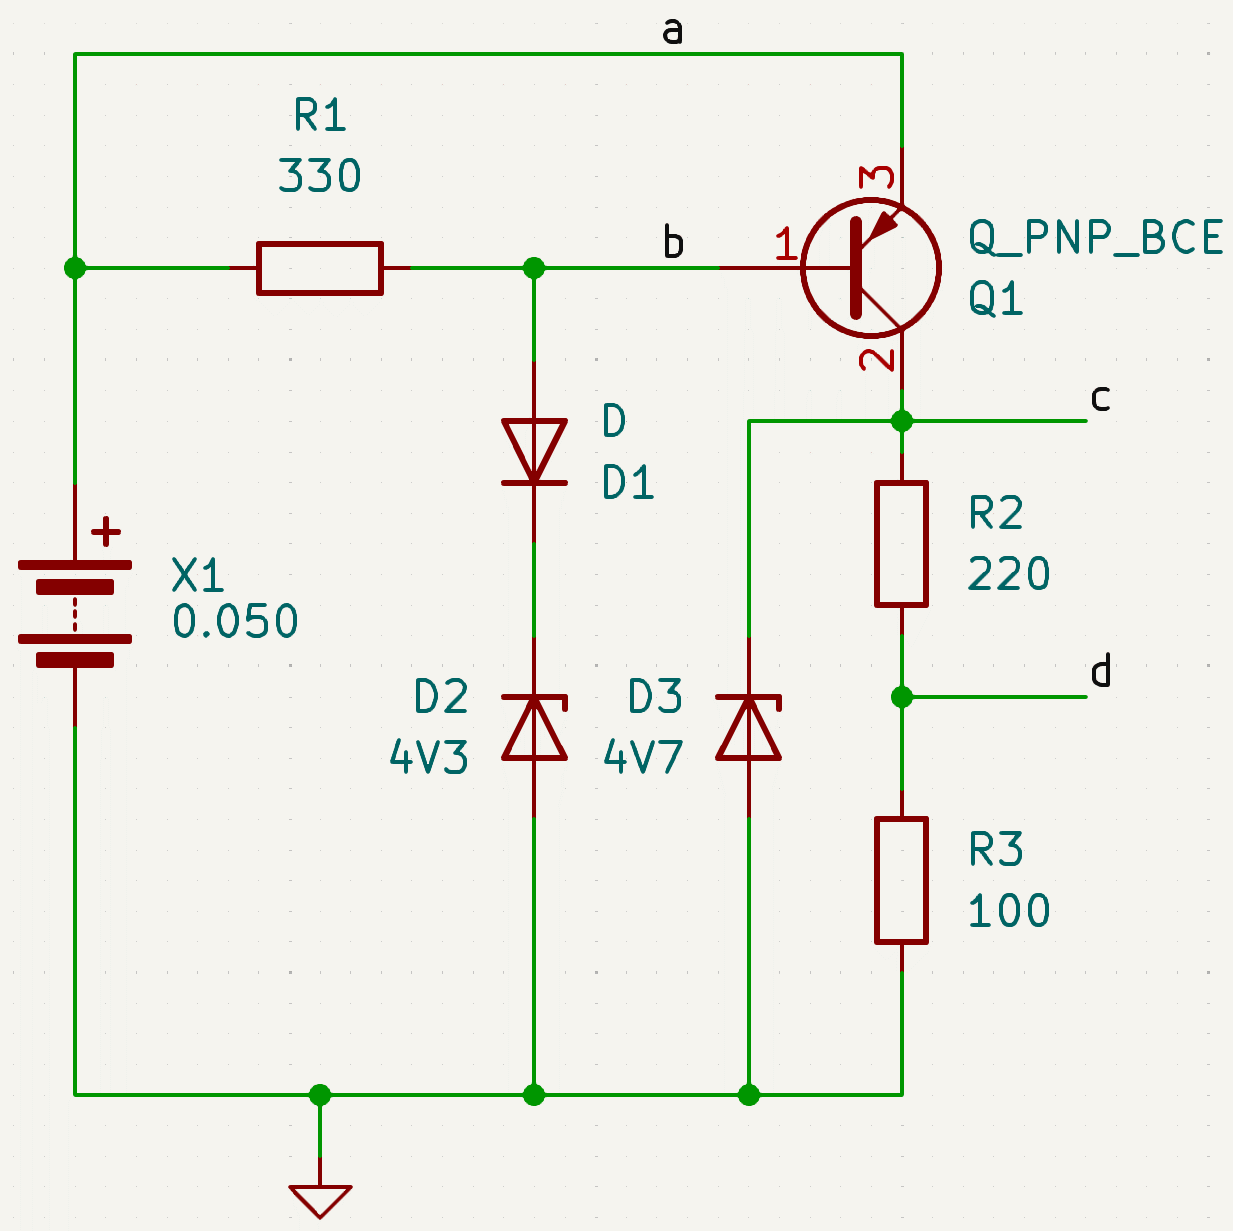 a
R1
330
b
1
3
Q_PNP_BCE
Q1
2
c
D
D1
R2
220
+
X1
0.050
d
D2
4V3
D3
4V7
R3
100